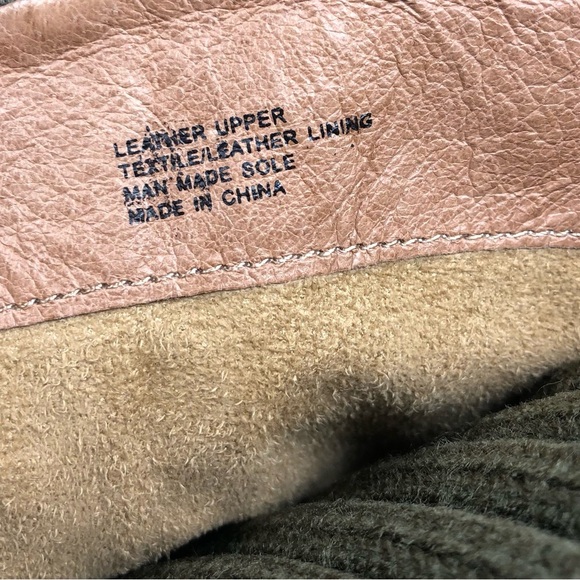 LEATHER UPPER
TEXTILE/LEATHER LINING
MAN MADE SOLE
MADE IN CHINA